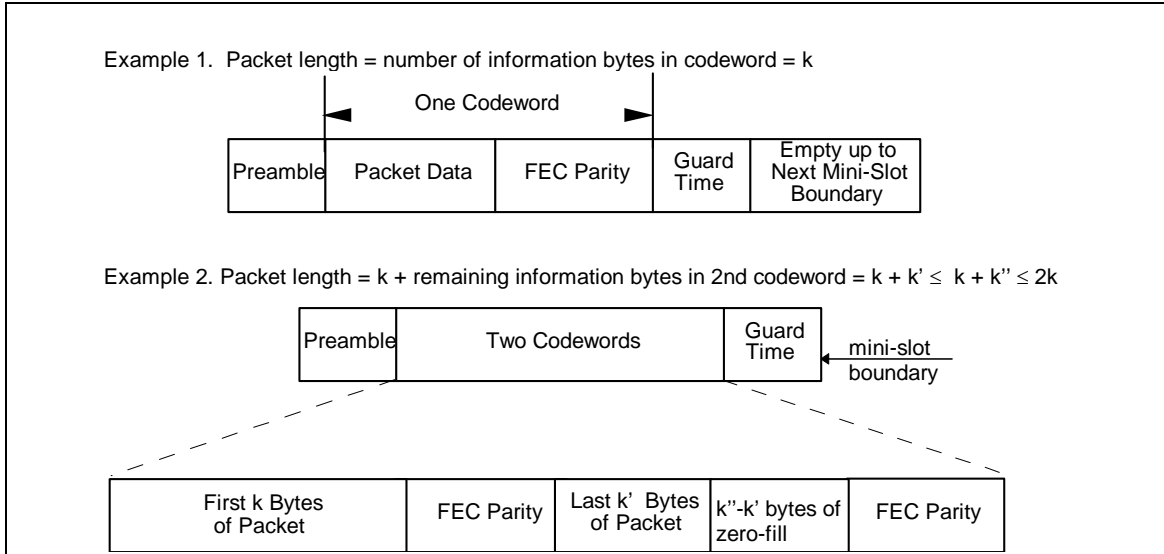 Example 1.  Packet length = number of information bytes in codeword = k
One Codeword
Preamble
Packet Data
FEC Parity
Guard
Time
Empty up to
Next Mini-Slot
Boundary
Example 2. Packet length = k + remaining information bytes in 2nd codeword = k + k’ ≤ k + k’’ ≤ 2k
Preamble
Two Codewords
Guard
Time
mini-slot
boundary
First k Bytes
of Packet
FEC Parity
Last k’ Bytes
of Packet
k”-k’ bytes of
zero-fill
FEC Parity